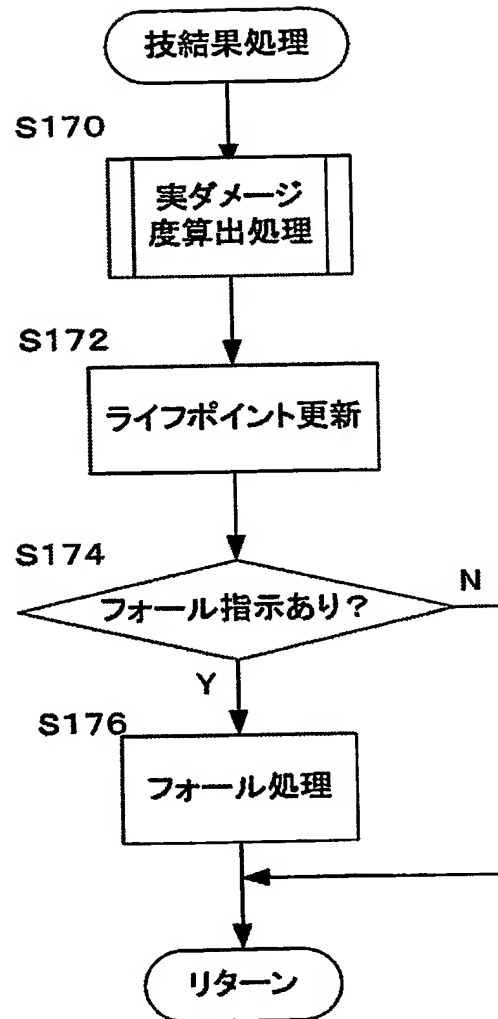 技結果処理
S170
実ダメージ
度算出処理
S172
ライフポイント更新
S174
フォール指示あり?
N
Y
S176
フォール処理
リターン